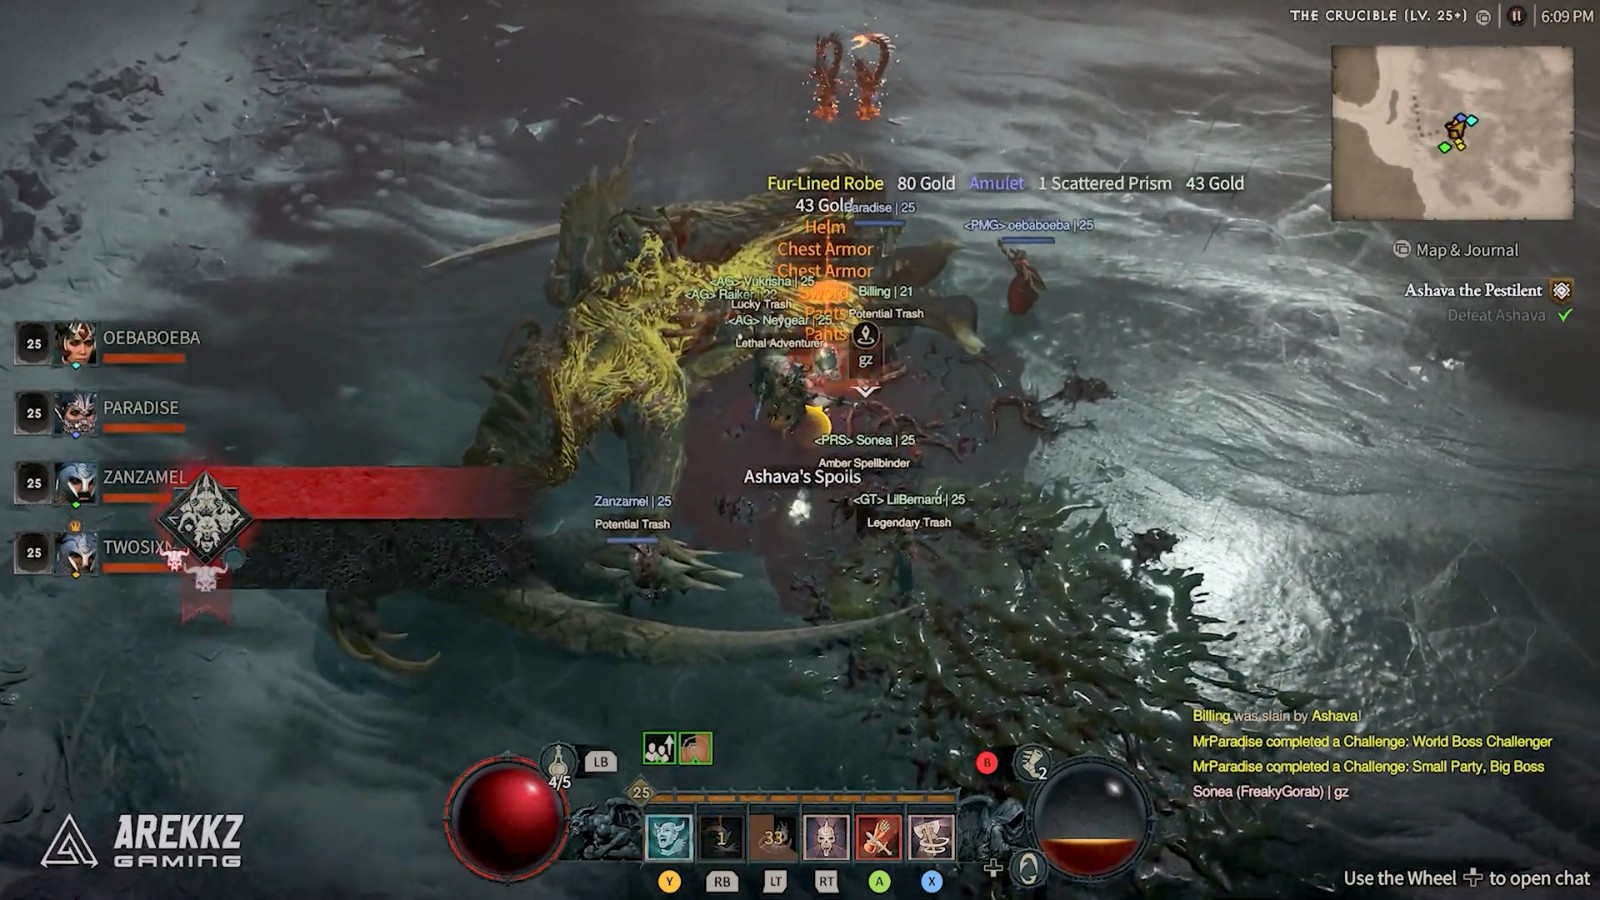 THE CRUCIBLE (LV. 25+)
6:09 PM
Fur-Lined Robe 80 Gold Amulet 1 Scattered Prism 43 Gold
43 Gold
Paradise | 25
<PMG> oebaboeba | 25
Helm
Chest Armor
Chest Armor
<AG> Yukrisha | 25
<AG> Raiker | 22
Sword
Billing | 21
Lucky Trash
Pants
Potential Trash
<AG> Neygear | 25
Pants
Lethal Adventurer
gz
Map & Journal
Ashava the Pestilent
Defeat Ashava
25 OEBABOEBA
25 PARADISE
25 ZANZAMEL
25 TWOSIXN
<PRS> Sonea | 25
Amber Spellbinder
Ashava's Spoils
Zanzamel | 25
Potential Trash
<GT> LilBernard | 25
Legendary Trash
Billing was slain by Ashava!
MrParadise completed a Challenge: World Boss Challenger
MrParadise completed a Challenge: Small Party, Big Boss
Sonea (FreakyGorab) | gz
4/5
LB
B
2
25
1
33
Y
RB
LT
RT
A
X
Use the Wheel to open chat
AREKKZ
GAMING